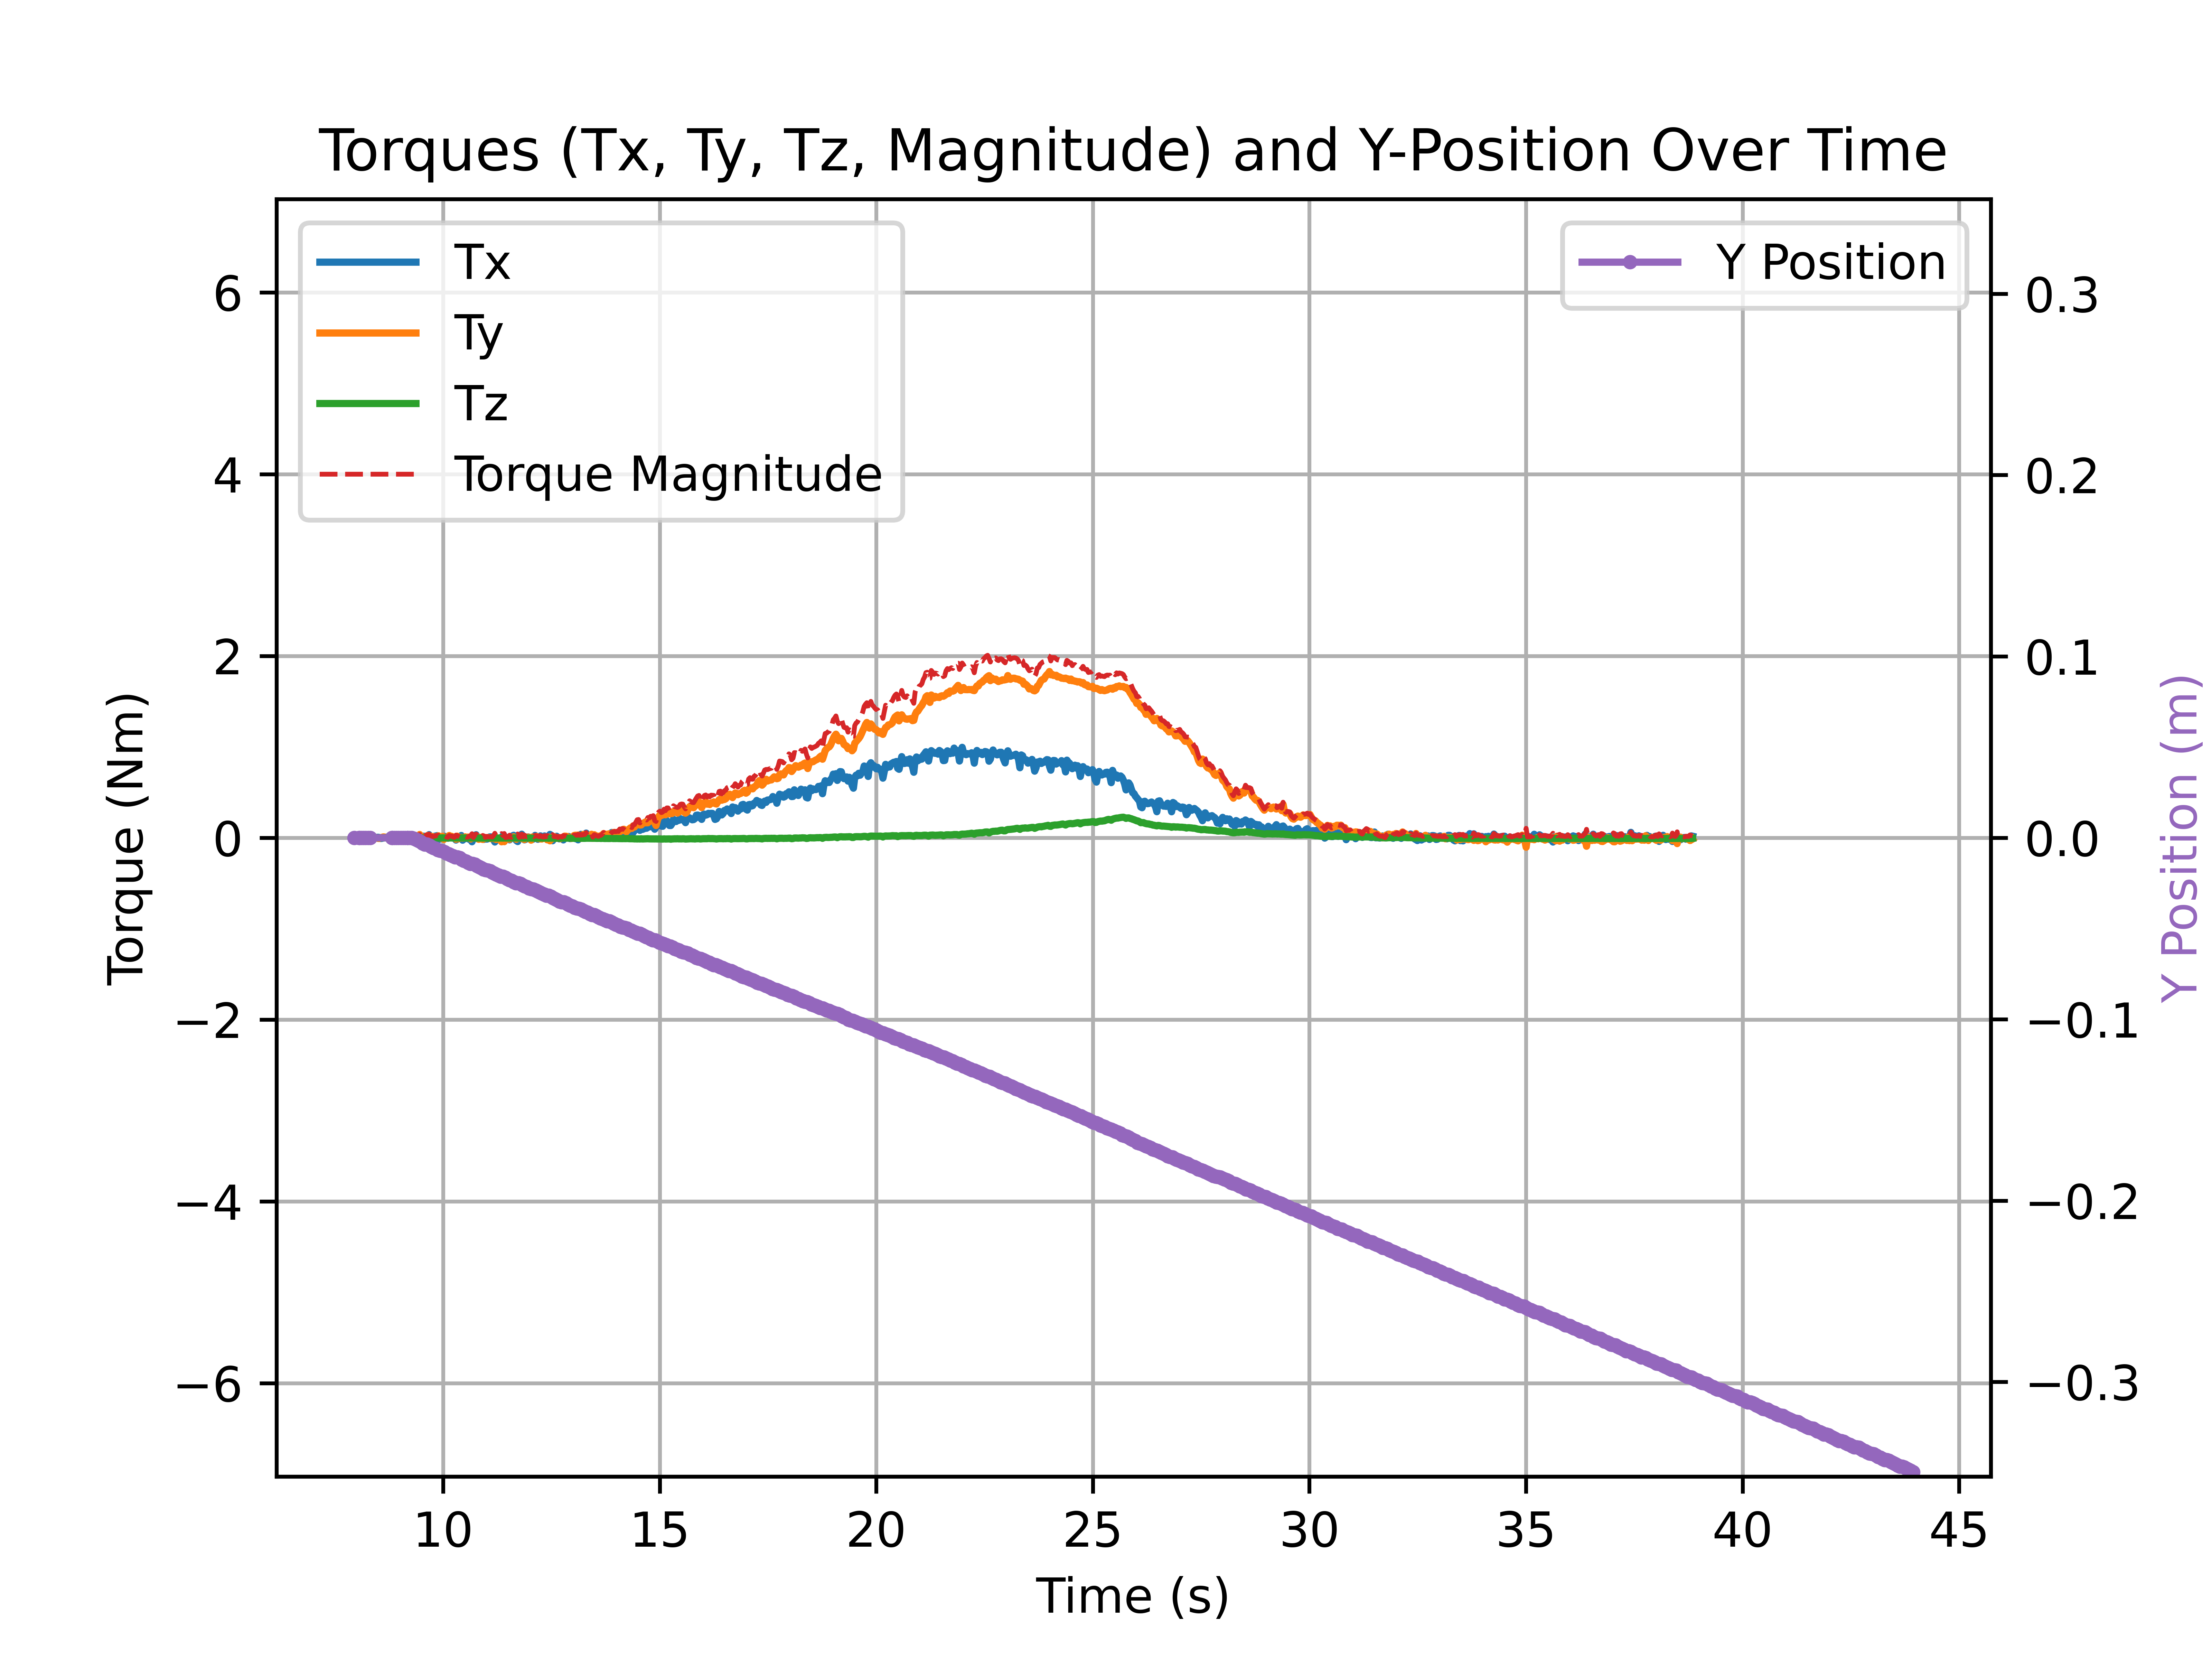 Torques (Tx, Ty, Tz, Magnitude) and Y-Position Over Time
Tx
Ty
Tz
Torque Magnitude
Y Position
6
4
2
0
−2
−4
−6
Torque (Nm)
0.3
0.2
0.1
0.0
−0.1
−0.2
−0.3
Y Position (m)
10 15 20 25 30 35 40 45
Time (s)